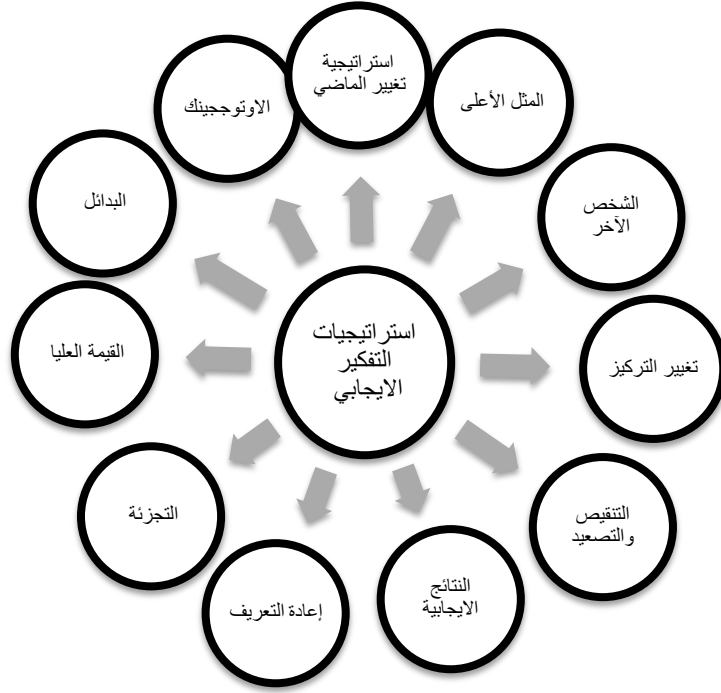 استراتيجية
تغيير الماضي
المثل الأعلى
الشخص
الآخر
تغيير التركيز
التنقيص
والتصعيد
النتائج
الايجابية
إعادة التعريف
التجزئة
القيمة العليا
البدائل
الاوتوججينك
استراتيجيات
التفكير
الايجابي